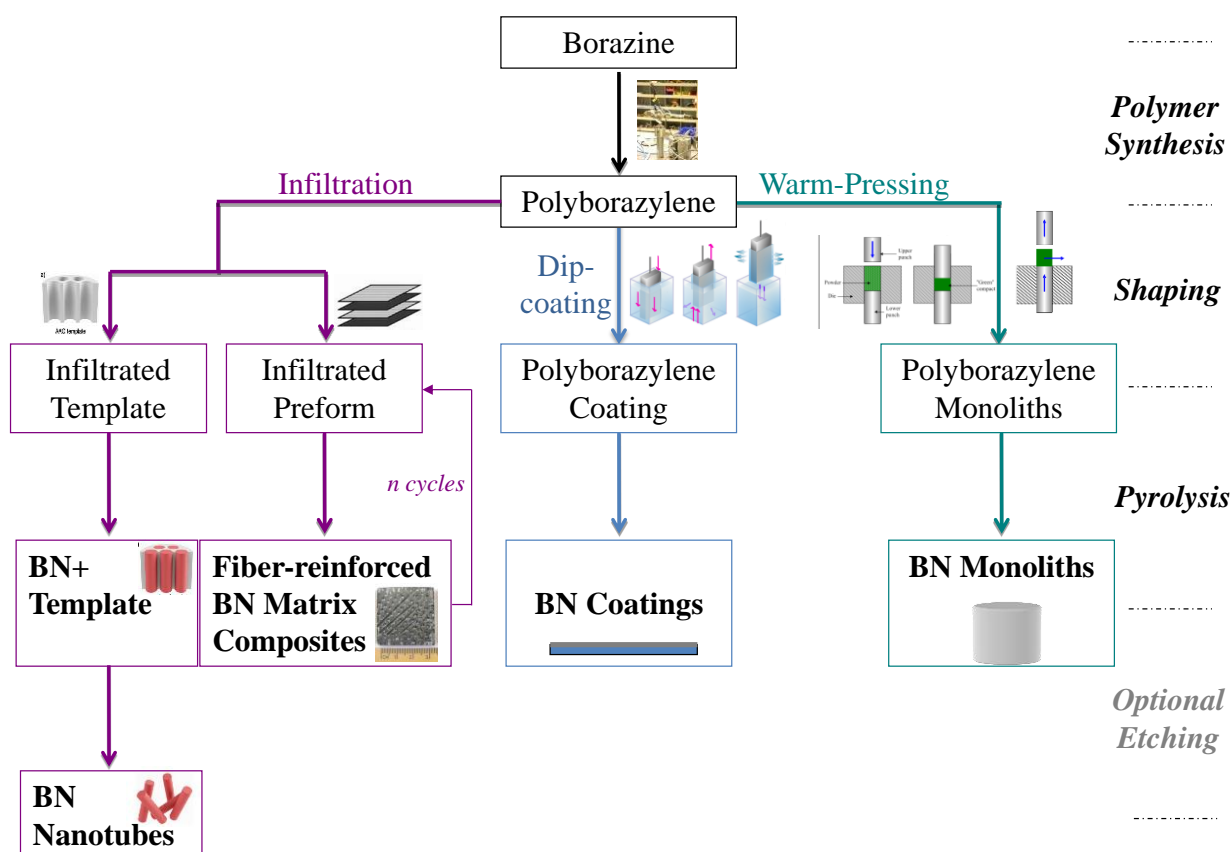 Borazine
Polymer
Synthesis
Infiltration
Polyborazylene
Warm-Pressing
Dip-
coating
Upper
punch
Powder
Die
Lower
punch
"Green"
compact
Shaping
AAO template
Infiltrated
Template
Infiltrated
Preform
Polyborazylene
Coating
Polyborazylene
Monoliths
n cycles
Pyrolysis
BN+
Template
Fiber-reinforced
BN Matrix
Composites
BN Coatings
BN Monoliths
Optional
Etching
BN
Nanotubes